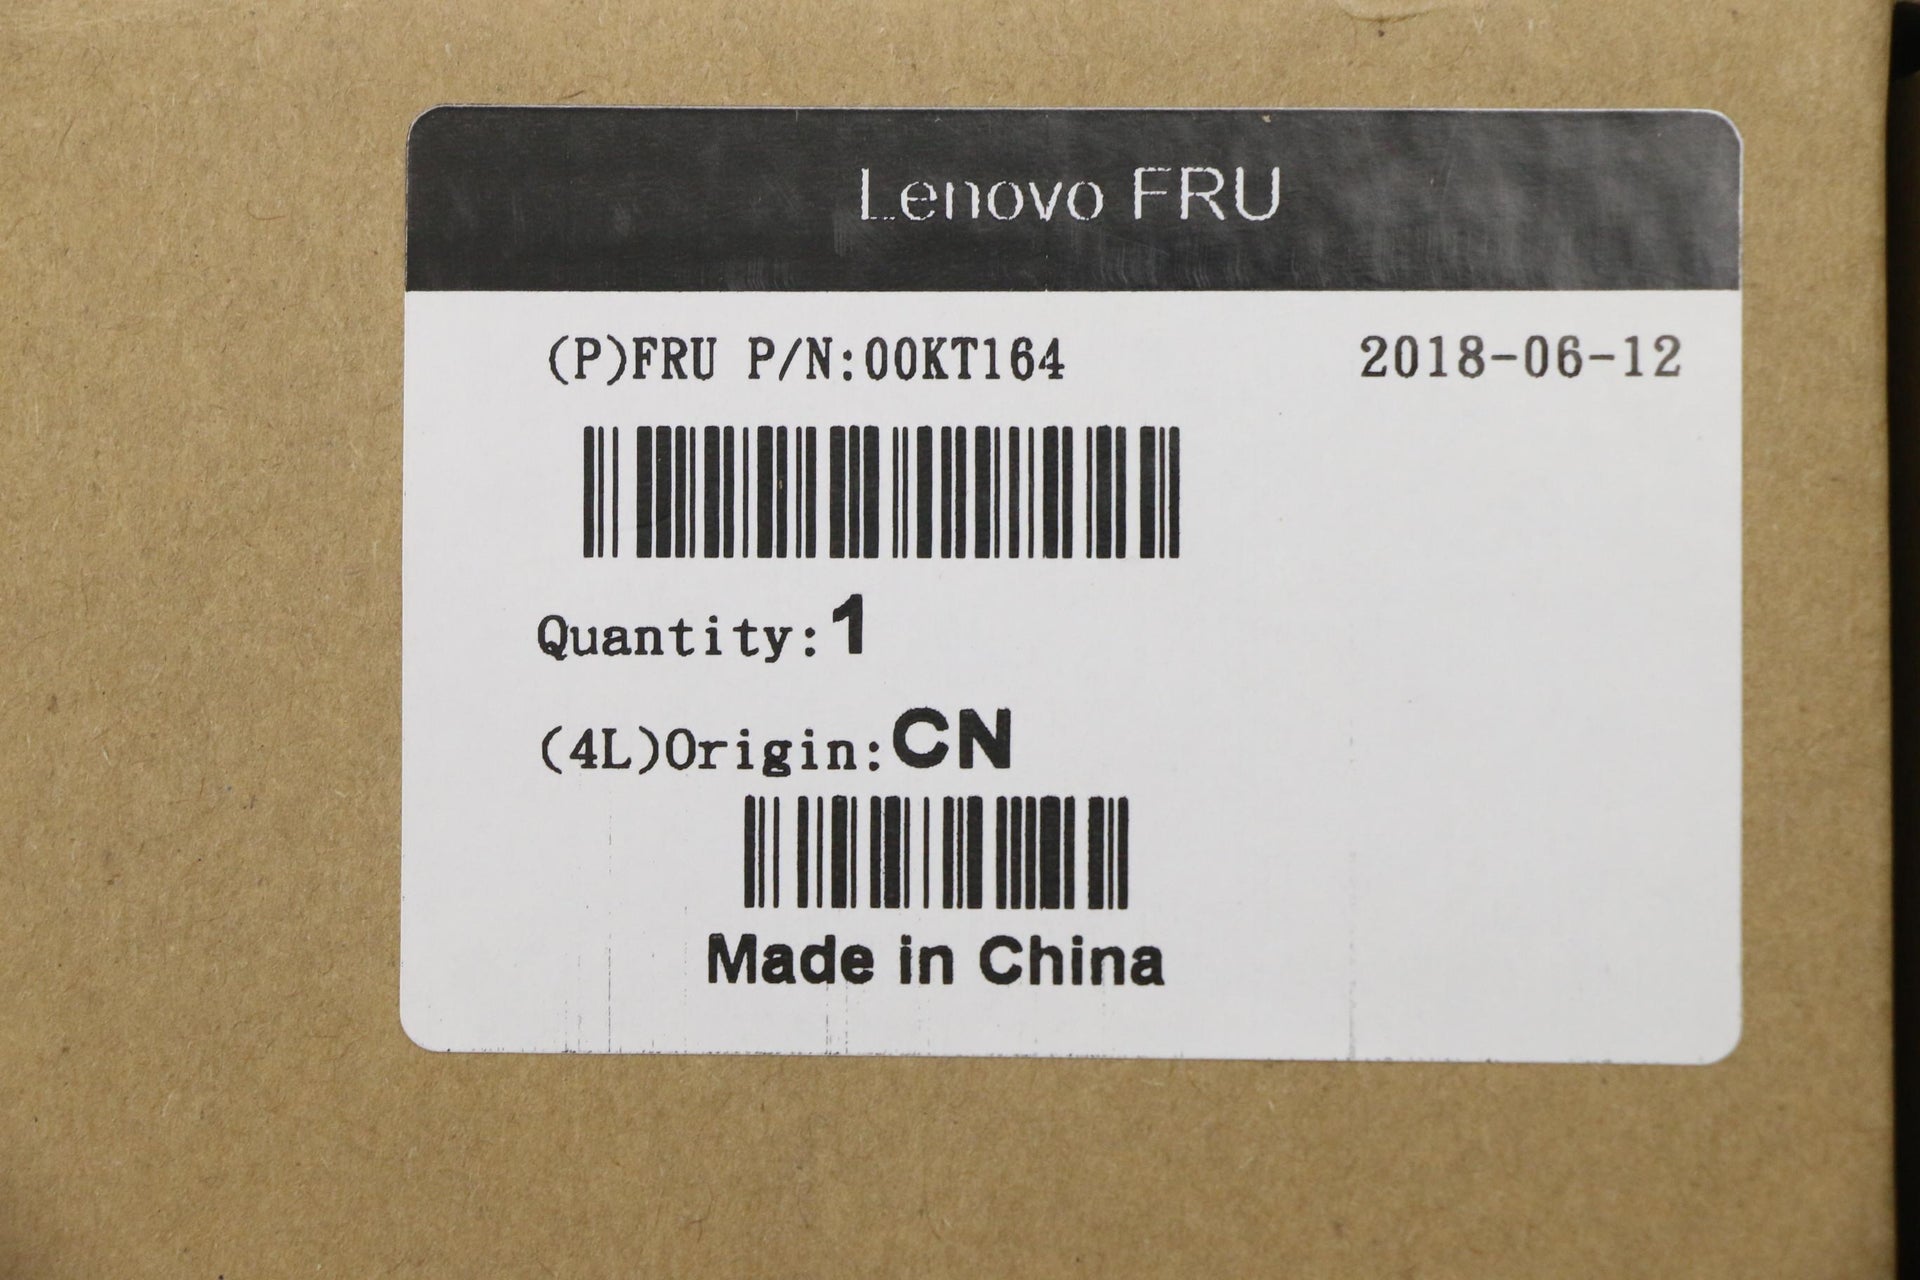 Lenovo FRU
(P)FRU P/N:00KT164 2018-06-12
Quantity:1
(4L)Origin:CN
Made in China